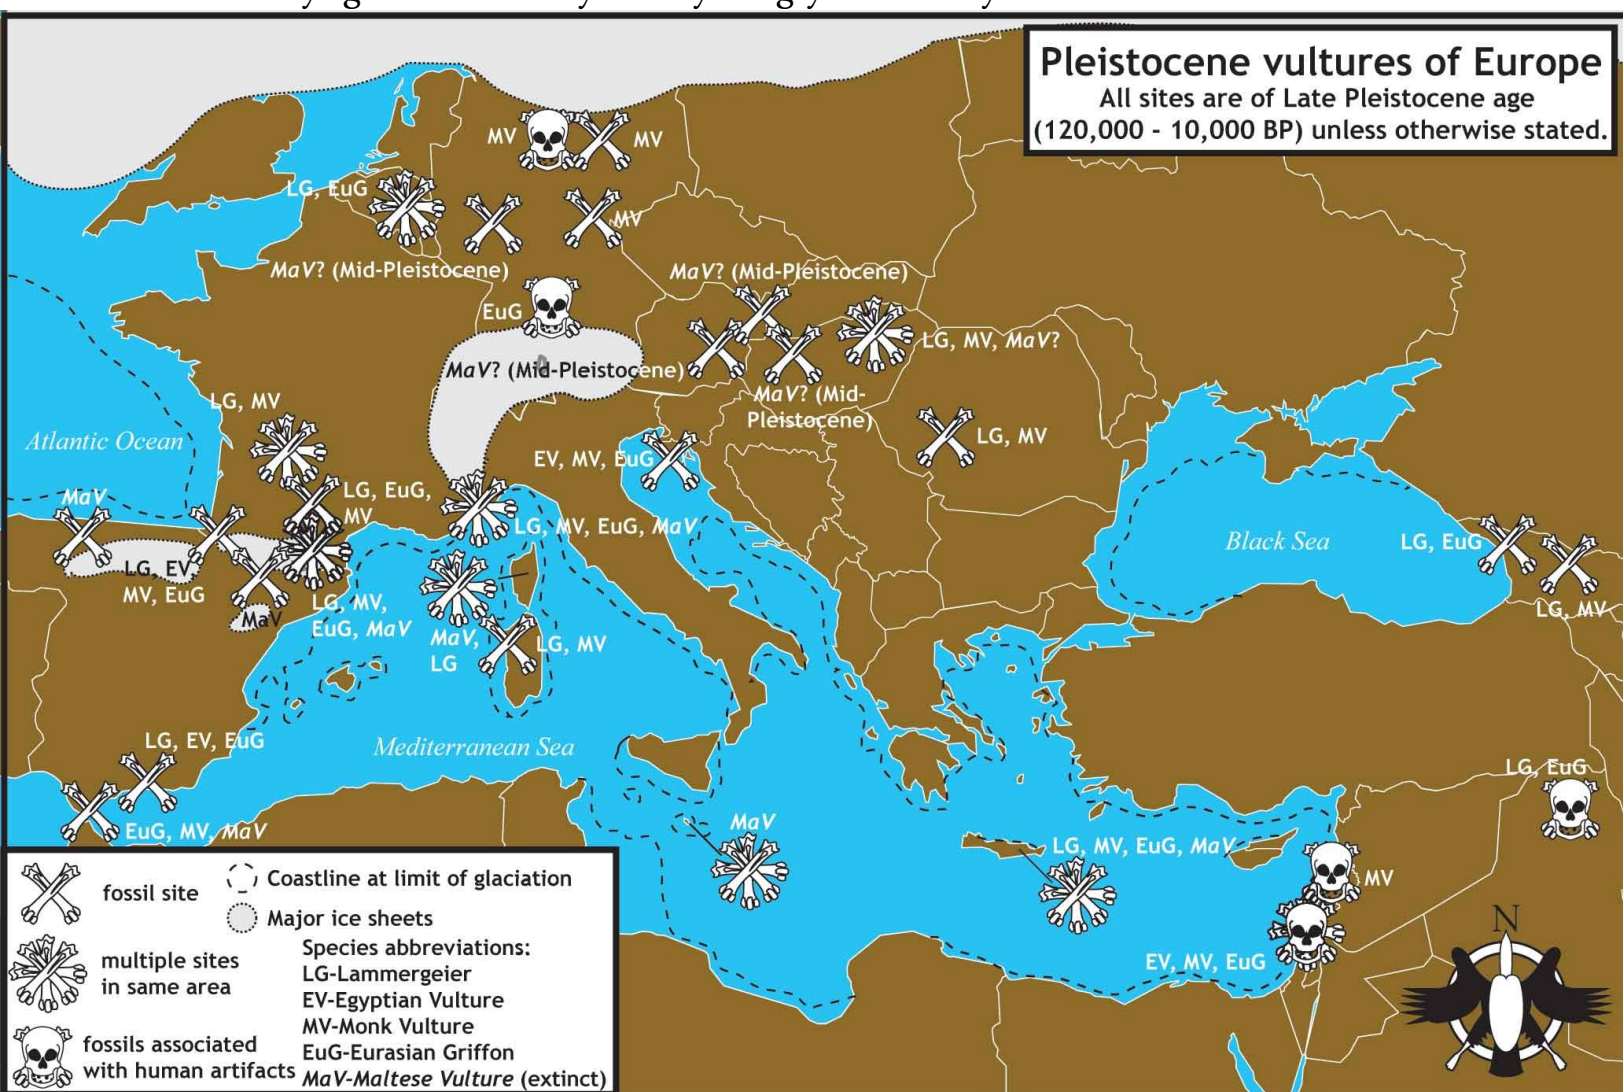 Pleistocene vultures of Europe
All sites are of Late Pleistocene age
(120,000 - 10,000 BP) unless otherwise stated.
MV
MV
LG, EuG
MV
MaV? (Mid-Pleistocene)
MaV? (Mid-Pleistocene)
EuG
LG, MV, MaV?
MaV? (Mid-Pleistocene)
MaV? (Mid-
Pleistocene)
LG, MV
LG, MV
Atlantic Ocean
EV, MV, EuG
MaV
LG, EuG,
MV
LG, MV, EuG, MaV
Black Sea
LG, EuG
LG, EV
MV, EuG
LG, MV
MaV
LG, MV,
EuG, MaV
MaV,
LG
LG, MV
LG, EV, EuG
Mediterranean Sea
LG, EuG
EuG, MV, MaV
MaV
LG, MV, EuG, MaV
MV
EV, MV, EuG
N
fossil site
Coastline at limit of glaciation
Major ice sheets
multiple sites
in same area
fossils associated
with human artifacts
Species abbreviations:
LG-Lammergeier
EV-Egyptian Vulture
MV-Monk Vulture
EuG-Eurasian Griffon
MaV-Maltese Vulture (extinct)